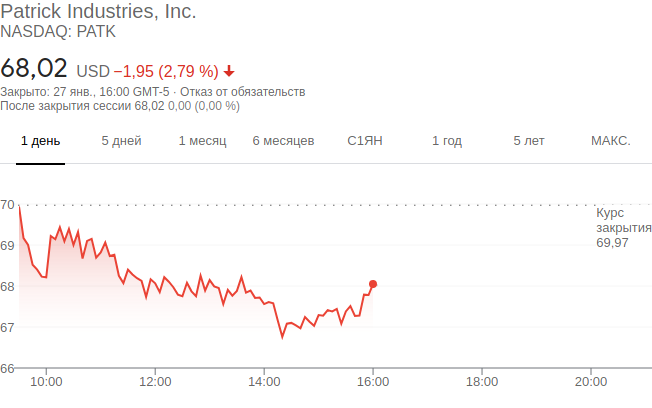 Patrick Industries, Inc.
NASDAQ: PATK
68,02 USD −1,95 (2,79 %)
Закрыто: 27 янв., 16:00 GMT-5 · Отказ от обязательств
После закрытия сессии 68,02 0,00 (0,00 %)
1 день 5 дней 1 месяц 6 месяцев С1ЯН 1 год 5 лет МАКС.
70
Курс
закрытия
69,97
69
68
67
66
10:00 12:00 14:00 16:00 18:00 20:00